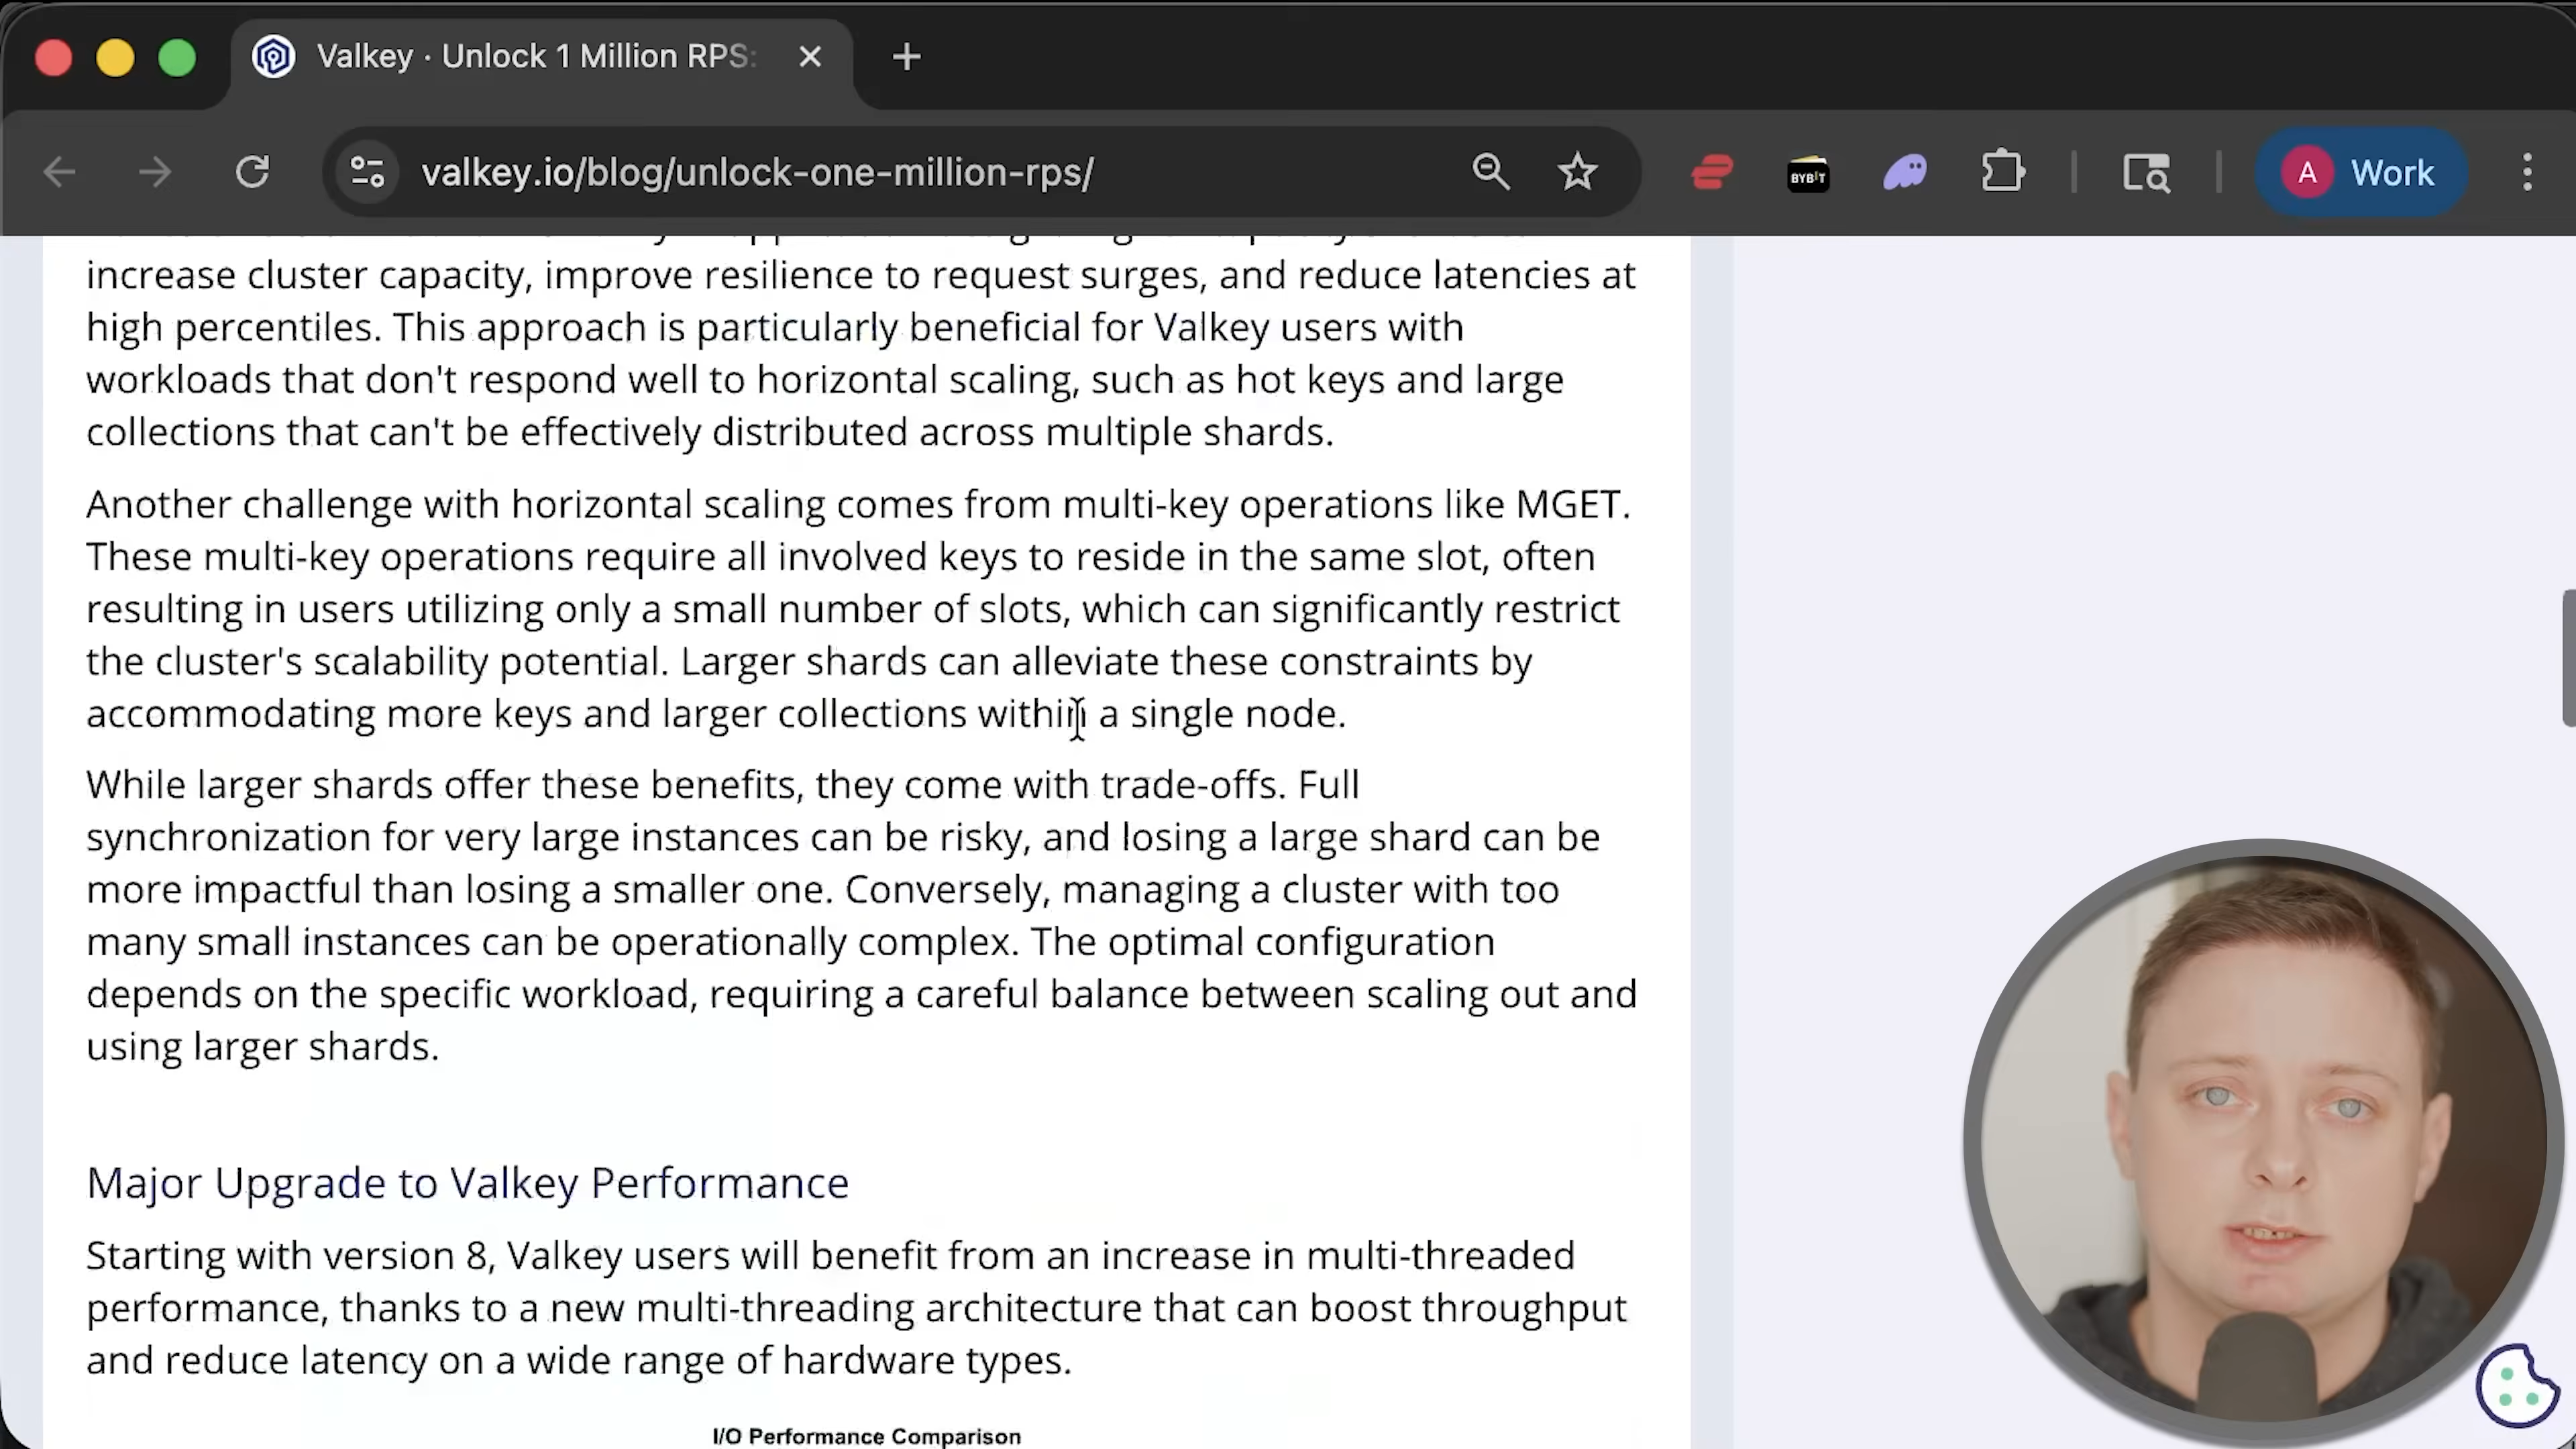 Valkey · Unlock 1 Million RPS:
valkey.io/blog/unlock-one-million-rps/
BYBIT
A Work
increase cluster capacity, improve resilience to request surges, and reduce latencies at
high percentiles. This approach is particularly beneficial for Valkey users with
workloads that don't respond well to horizontal scaling, such as hot keys and large
collections that can't be effectively distributed across multiple shards.
Another challenge with horizontal scaling comes from multi-key operations like MGET.
These multi-key operations require all involved keys to reside in the same slot, often
resulting in users utilizing only a small number of slots, which can significantly restrict
the cluster's scalability potential. Larger shards can alleviate these constraints by
accommodating more keys and larger collections within a single node.
While larger shards offer these benefits, they come with trade-offs. Full
synchronization for very large instances can be risky, and losing a large shard can be
more impactful than losing a smaller one. Conversely, managing a cluster with too
many small instances can be operationally complex. The optimal configuration
depends on the specific workload, requiring a careful balance between scaling out and
using larger shards.
Major Upgrade to Valkey Performance
Starting with version 8, Valkey users will benefit from an increase in multi-threaded
performance, thanks to a new multi-threading architecture that can boost throughput
and reduce latency on a wide range of hardware types.
I/O Performance Comparison